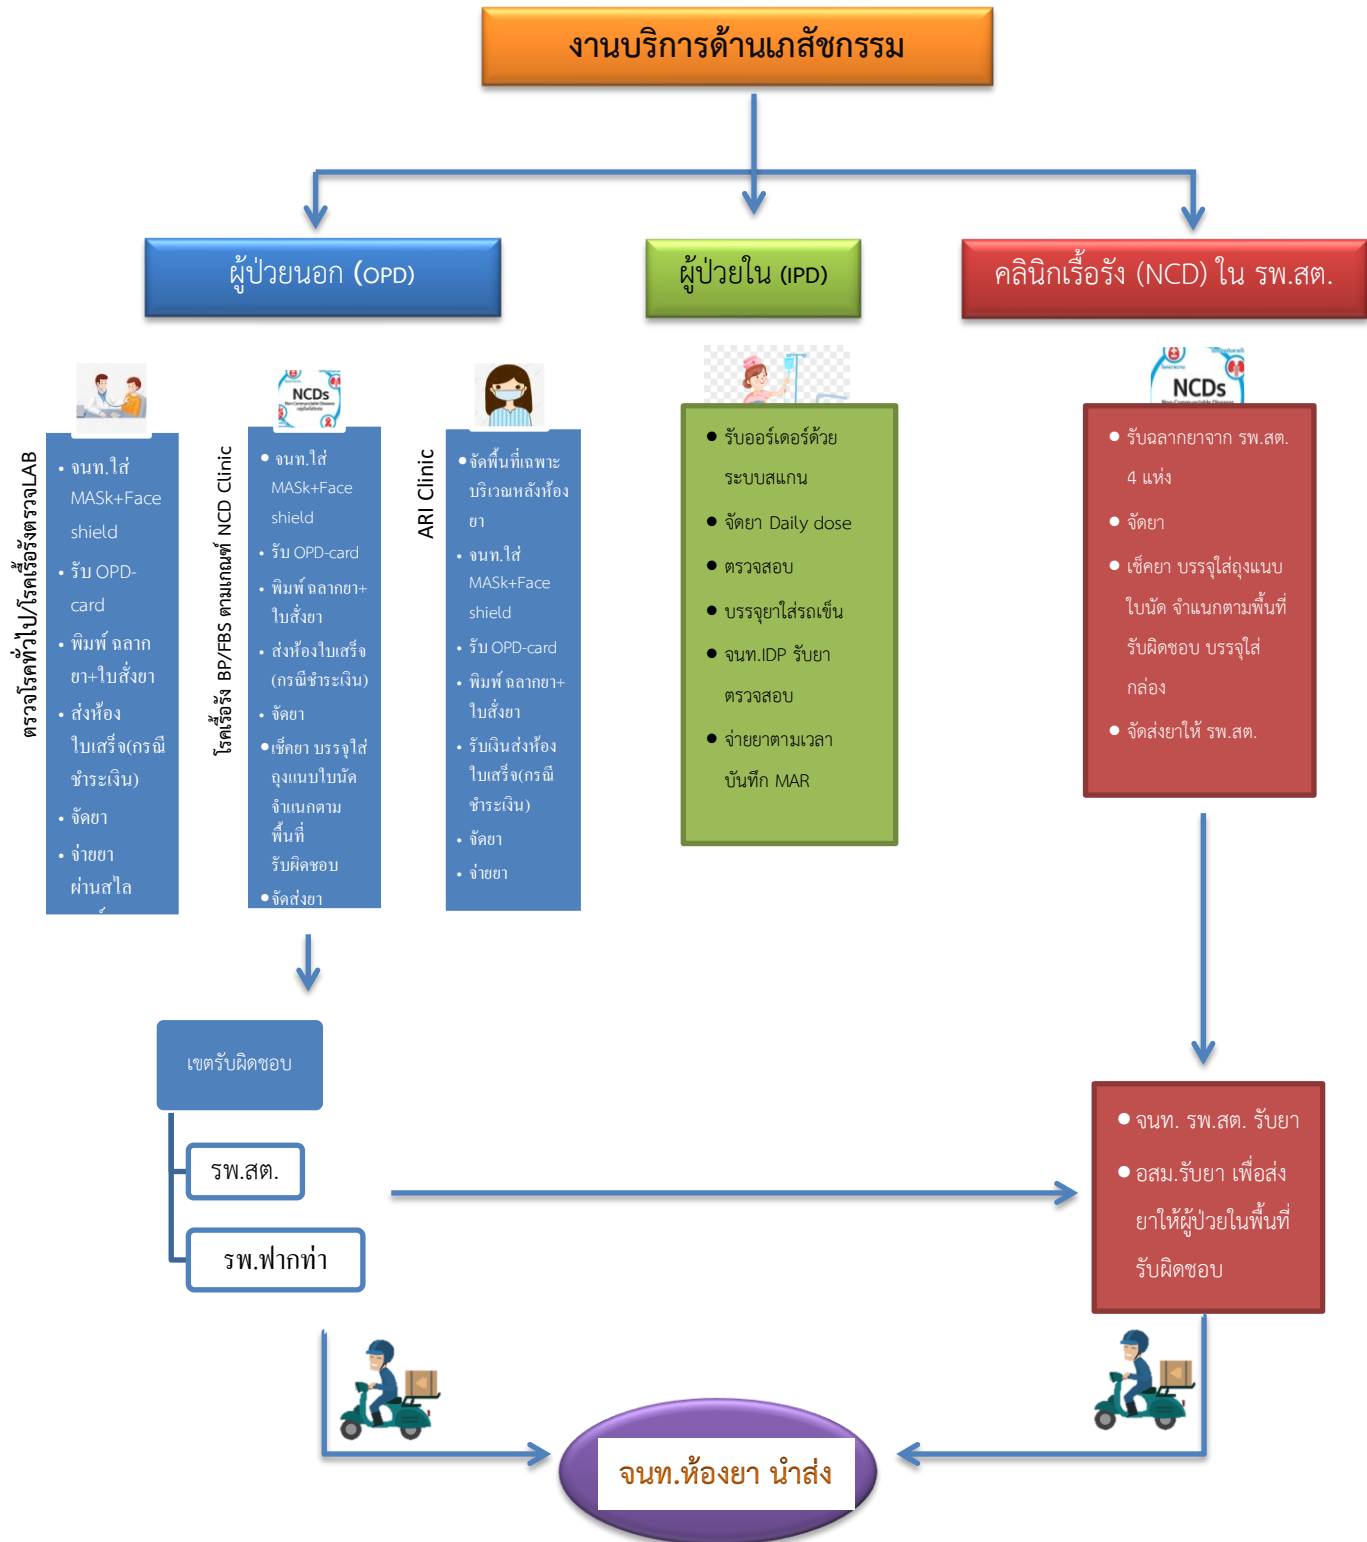 งานบริการด้านเภสัชกรรม
ผู้ป่วยนอก (OPD)
ผู้ป่วยใน (IPD)
คลินิกเรื้อรัง (NCD) ใน รพ.สต.
ตรวจโรคทั่วไป/โรคเรื้อรังตรวจLAB
• จนท.ใส่
MASk+Face
shield
• รับ OPD-
card
• พิมพ์ ฉลาก
ยา+ใบสั่งยา
• ส่งห้อง
ใบเสร็จ(กรณี
ชำระเงิน)
• จัดยา
• จ่ายยา
ผ่านสไล
โรคเรื้อรัง BP/FBS ตามเกณฑ์ NCD Clinic
NCDs
• จนท.ใส่
MASk+Face
shield
• รับ OPD-card
• พิมพ์ ฉลากยา+
ใบสั่งยา
• ส่งห้องใบเสร็จ
(กรณีชำระเงิน)
• จัดยา
• เช็คยา บรรจุใส่
ถุงแนบใบนัด
จำแนกตาม
พื้นที่
รับผิดชอบ
• จัดส่งยา
ARI Clinic
• จัดพื้นที่เฉพาะ
บริเวณหลังห้อง
ยา
• จนท.ใส่
MASk+Face
shield
• รับ OPD-card
• พิมพ์ ฉลากยา+
ใบสั่งยา
• รับเงินส่งห้อง
ใบเสร็จ(กรณี
ชำระเงิน)
• จัดยา
• จ่ายยา
• รับออร์เดอร์ด้วย
ระบบสแกน
• จัดยา Daily dose
• ตรวจสอบ
• บรรจุยาใส่รถเข็น
• จนท.IDP รับยา
ตรวจสอบ
• จ่ายยาตามเวลา
บันทึก MAR
NCDs
• รับฉลากยาจาก รพ.สต.
4 แห่ง
• จัดยา
• เช็คยา บรรจุใส่ถุงแนบ
ใบนัด จำแนกตามพื้นที่
รับผิดชอบ บรรจุใส่
กล่อง
• จัดส่งยาให้ รพ.สต.
เขตรับผิดชอบ
รพ.สต.
รพ.ฟากท่า
• จนท. รพ.สต. รับยา
• อสม.รับยา เพื่อส่ง
ยาให้ผู้ป่วยในพื้นที่
รับผิดชอบ
จนท.ห้องยา นำส่ง